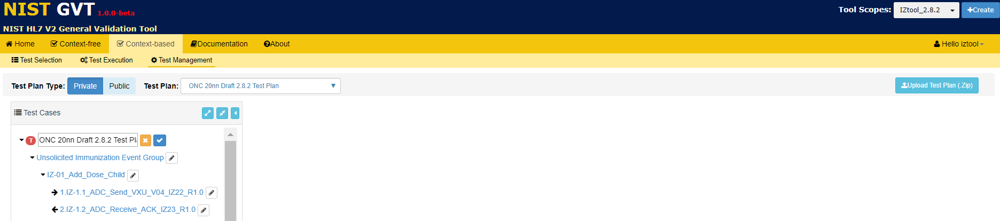 NIST GVT 1.0.0-beta
Tool Scopes: IZtool_2.8.2 Create
NIST HL7 V2 General Validation Tool
Home Context-free Context-based Documentation About Hello iztool
Test Selection Test Execution Test Management
Test Plan Type: Private Public Test Plan: ONC 20nn Draft 2.8.2 Test Plan Upload Test Plan (.Zip)
Test Cases
T ONC 20nn Draft 2.8.2 Test Pl
Unsolicited Immunization Event Group
IZ-01_Add_Dose_Child
1.IZ-1.1_ADC_Send_VXU_V04_IZ22_R1.0
2.IZ-1.2_ADC_Receive_ACK_IZ23_R1.0